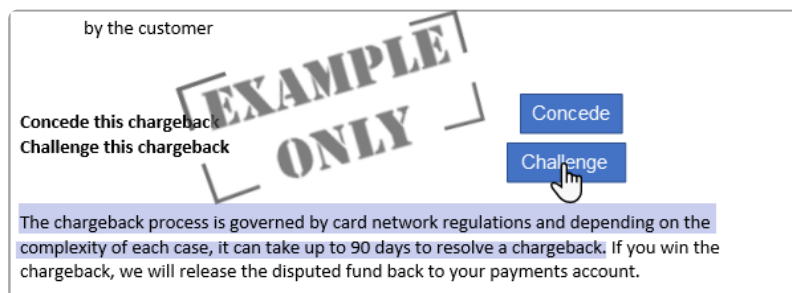 by the customer
EXAMPLE
ONLY
Concede this chargeback
Concede
Challenge this chargeback
Challenge
The chargeback process is governed by card network regulations and depending on the
complexity of each case, it can take up to 90 days to resolve a chargeback. If you win the
chargeback, we will release the disputed fund back to your payments account.